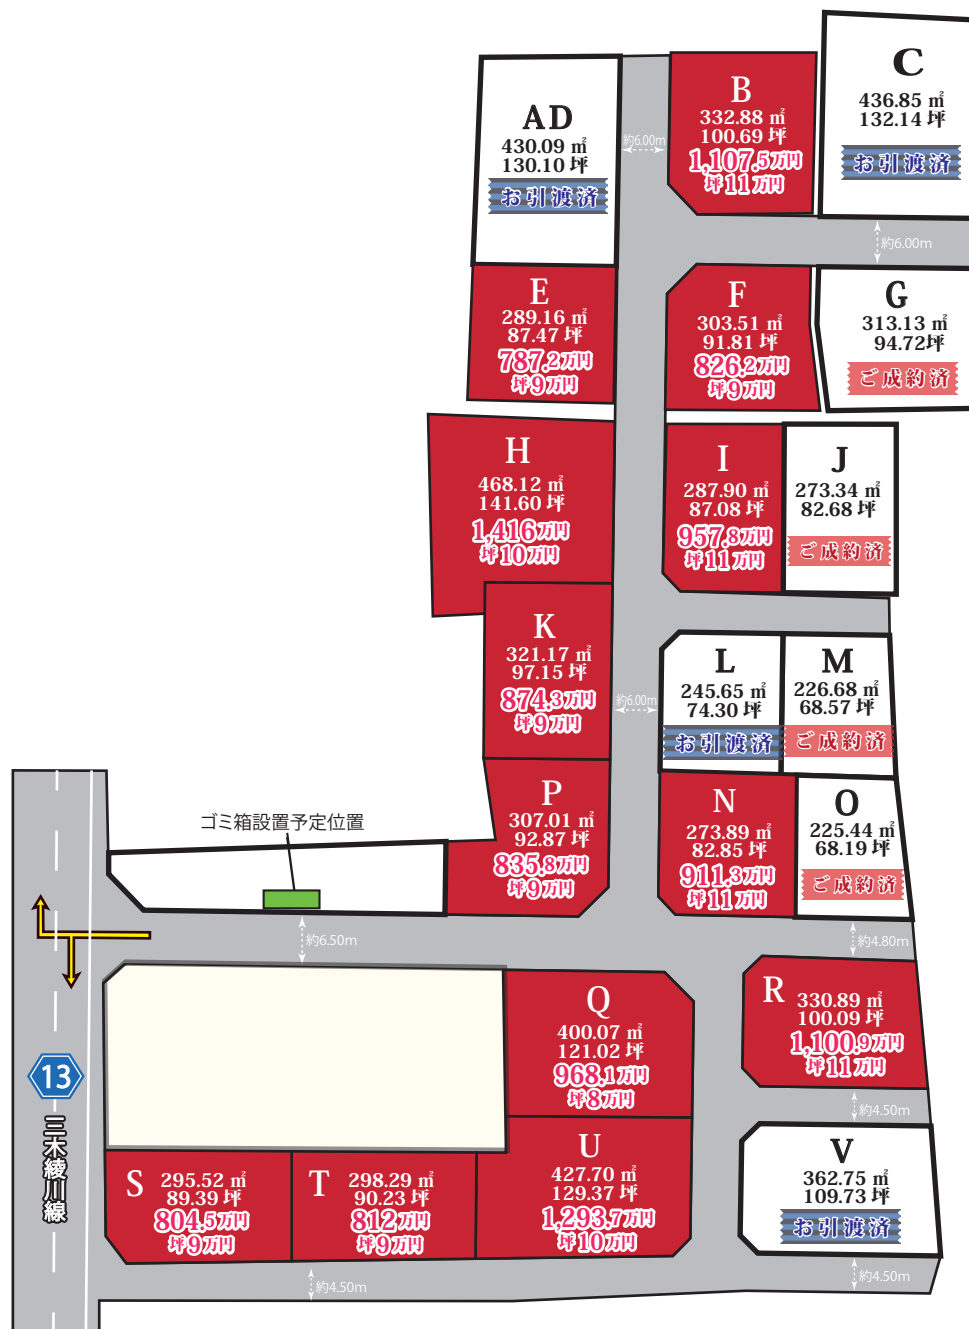 AD
430.09 ㎡
130.10 坪
お引渡済
約6.00m
B
332.88 ㎡
100.69 坪
1,107.5万円
坪11万円
C
436.85 ㎡
132.14 坪
お引渡済
約6.00m
E
289.16 ㎡
87.47 坪
787.2万円
坪9万円
F
303.51 ㎡
91.81 坪
826.2万円
坪9万円
G
313.13 ㎡
94.72坪
ご成約済
H
468.12 ㎡
141.60 坪
1,416万円
坪10万円
I
287.90 ㎡
87.08 坪
957.8万円
坪11万円
J
273.34 ㎡
82.68 坪
ご成約済
K
321.17 ㎡
97.15 坪
874.3万円
坪9万円
約6.00m
L
245.65 ㎡
74.30 坪
お引渡済
M
226.68 ㎡
68.57 坪
ご成約済
P
307.01 ㎡
92.87 坪
835.8万円
坪9万円
N
273.89 ㎡
82.85 坪
911.3万円
坪11万円
O
225.44 ㎡
68.19 坪
ご成約済
ゴミ箱設置予定位置
約6.50m
約4.80m
Q
400.07 ㎡
121.02 坪
968.1万円
坪8万円
R
330.89 ㎡
100.09 坪
1,100.9万円
坪11万円
約4.50m
13
三木綾川線
S
295.52 ㎡
89.39 坪
804.5万円
坪9万円
T
298.29 ㎡
90.23 坪
812万円
坪9万円
U
427.70 ㎡
129.37 坪
1,293.7万円
坪10万円
V
362.75 ㎡
109.73 坪
お引渡済
約4.50m
約4.50m